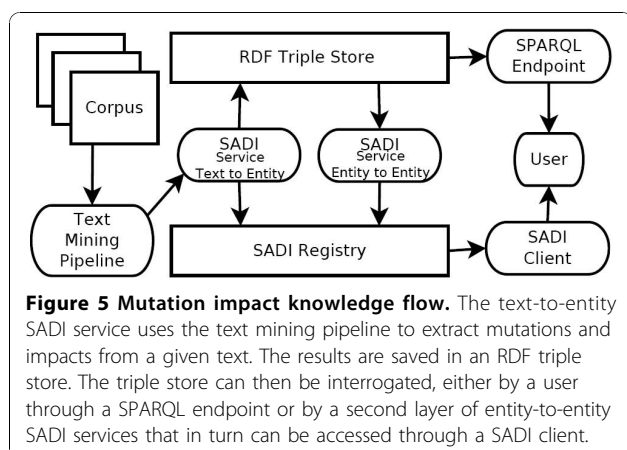 Corpus
RDF Triple Store
SPARQL
Endpoint
SADI
Service
Text to Entity
SADI
Service
Entity to Entity
User
Text
Mining
Pipeline
SADI Registry
SADI
Client
Figure 5 Mutation impact knowledge flow. The text-to-entity
SADI service uses the text mining pipeline to extract mutations and
impacts from a given text. The results are saved in an RDF triple
store. The triple store can then be interrogated, either by a user
through a SPARQL endpoint or by a second layer of entity-to-entity
SADI services that in turn can be accessed through a SADI client.